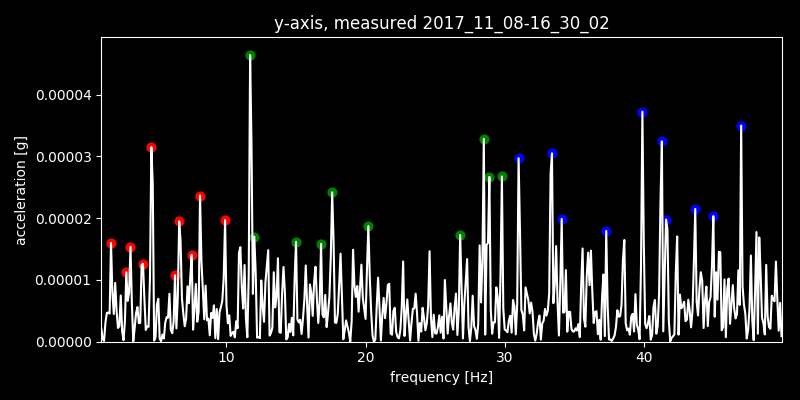 y-axis, measured 2017_11_08-16_30_02
0.00004
0.00003
0.00002
0.00001
0.00000
acceleration [g]
10 20 30 40
frequency [Hz]